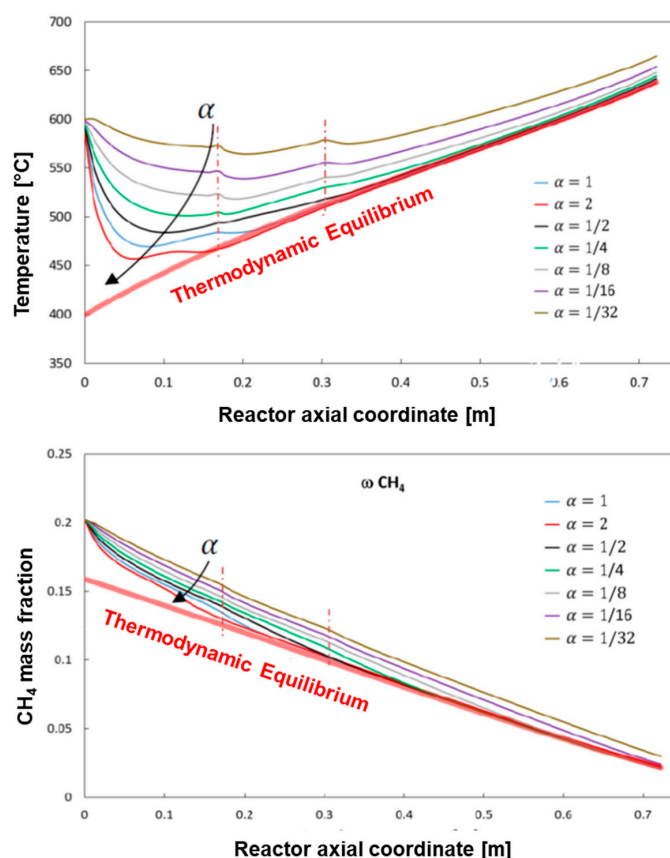 700
650
600
550
500
450
400
350
Temperature [°C]
α
α = 1
α = 2
α = 1/2
α = 1/4
α = 1/8
α = 1/16
α = 1/32
Thermodynamic Equilibrium
0 0.1 0.2 0.3 0.4 0.5 0.6 0.7
Reactor axial coordinate [m]
0.25
0.2
0.15
0.1
0.05
0
CH₄ mass fraction
ω CH₄
α
α = 1
α = 2
α = 1/2
α = 1/4
α = 1/8
α = 1/16
α = 1/32
Thermodynamic Equilibrium
0 0.1 0.2 0.3 0.4 0.5 0.6 0.7
Reactor axial coordinate [m]